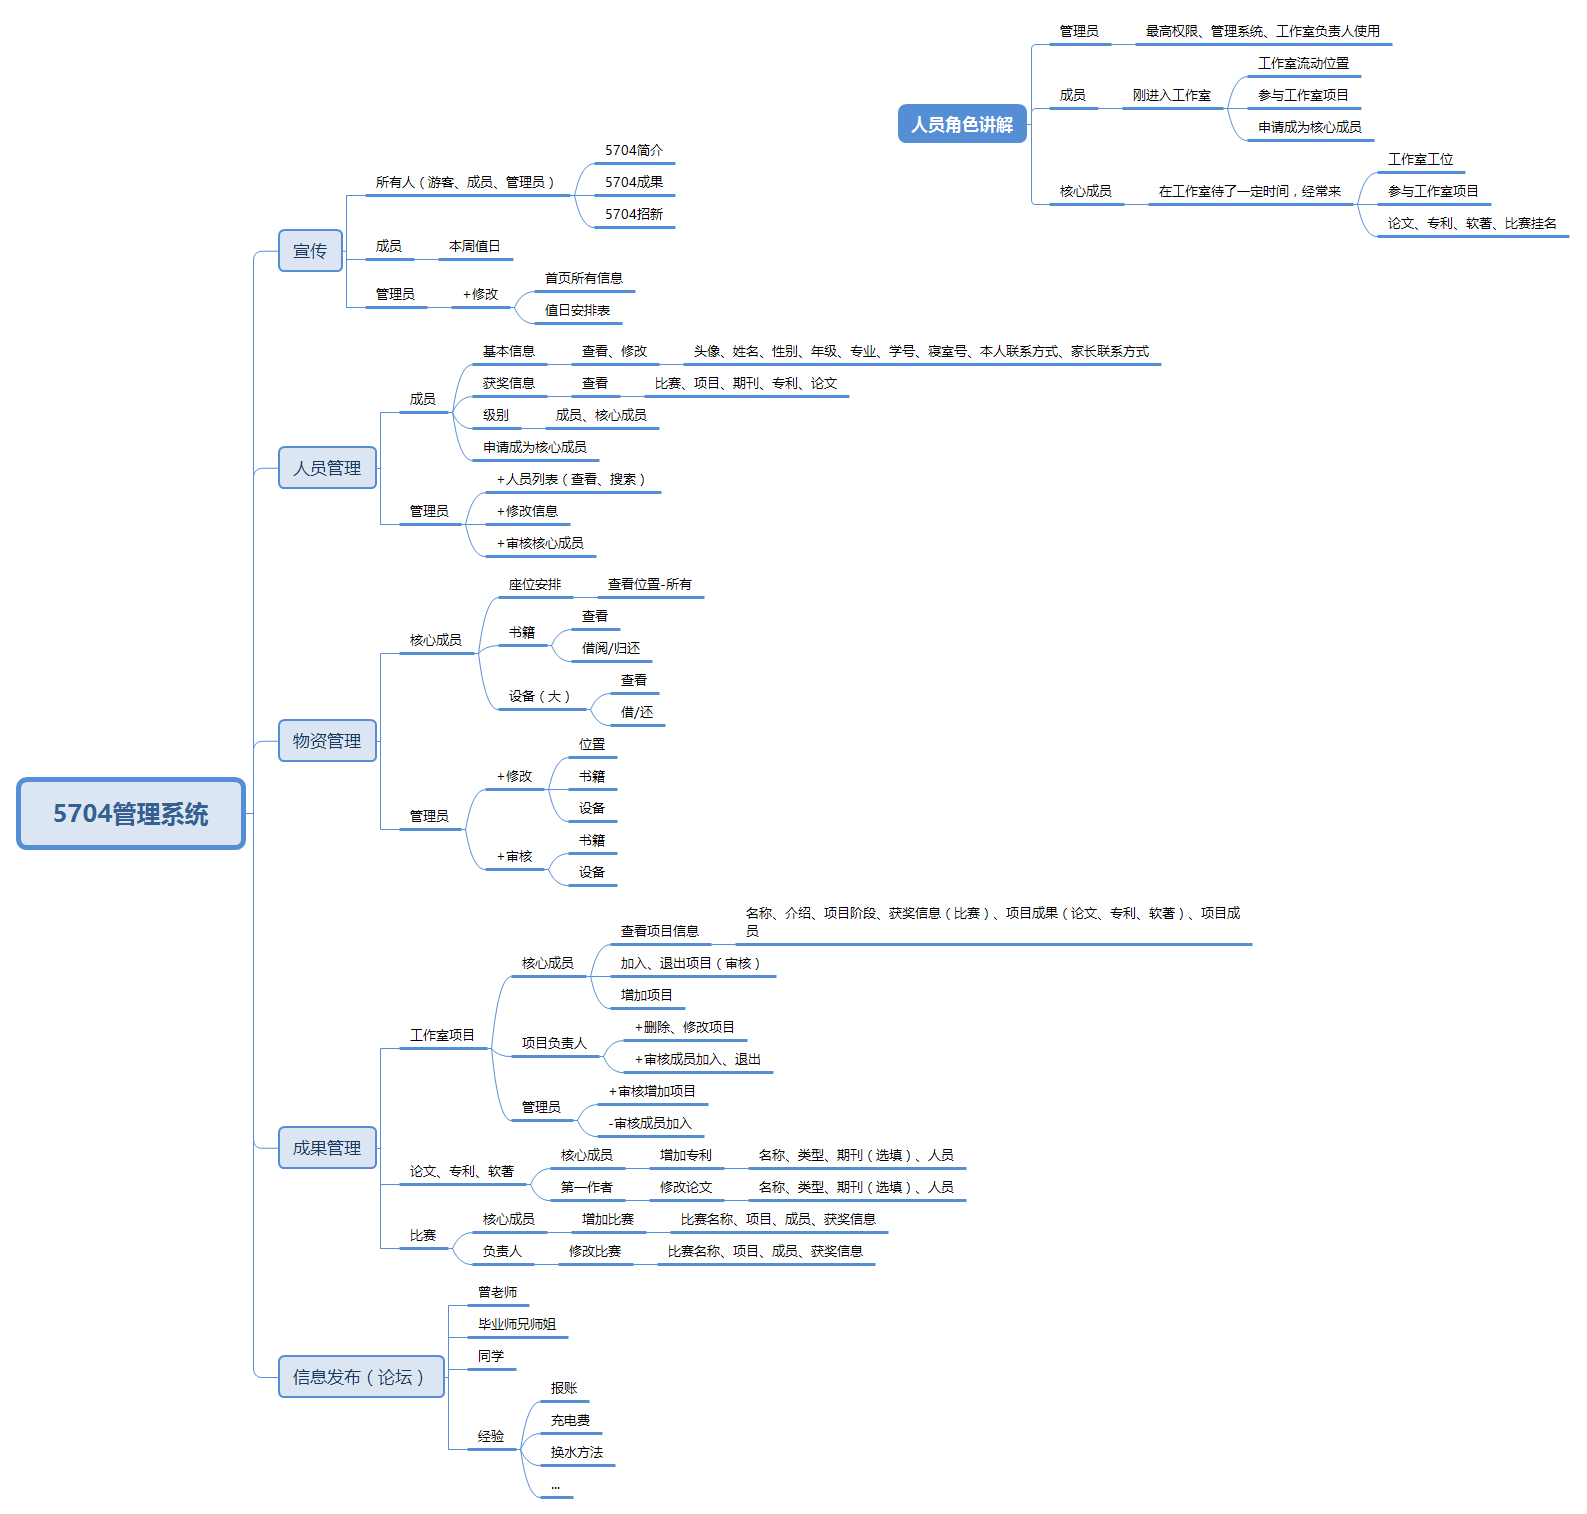 人员角色讲解
管理员
最高权限、管理系统、工作室负责人使用
成员
刚进入工作室
工作室流动位置
参与工作室项目
申请成为核心成员
核心成员
在工作室待了一定时间，经常来
工作室工位
参与工作室项目
论文、专利、软著、比赛挂名
5704管理系统
宣传
所有人（游客、成员、管理员）
5704简介
5704成果
5704招新
成员
本周值日
管理员
+修改
首页所有信息
值日安排表
人员管理
成员
基本信息
查看、修改
头像、姓名、性别、年级、专业、学号、寝室号、本人联系方式、家长联系方式
获奖信息
查看
比赛、项目、期刊、专利、论文
级别
成员、核心成员
申请成为核心成员
管理员
+人员列表（查看、搜素）
+修改信息
+审核核心成员
物资管理
核心成员
座位安排
查看位置-所有
书籍
查看
借阅/归还
设备（大）
查看
借/还
管理员
+修改
位置
书籍
设备
+审核
书籍
设备
成果管理
工作室项目
核心成员
查看项目信息
名称、介绍、项目阶段、获奖信息（比赛）、项目成果（论文、专利、软著）、项目成
员
加入、退出项目（审核）
增加项目
项目负责人
+删除、修改项目
+审核成员加入、退出
管理员
+审核增加项目
-审核成员加入
论文、专利、软著
核心成员
增加专利
名称、类型、期刊（选填）、人员
第一作者
修改论文
名称、类型、期刊（选填）、人员
比赛
核心成员
增加比赛
比赛名称、项目、成员、获奖信息
负责人
修改比赛
比赛名称、项目、成员、获奖信息
信息发布（论坛）
曾老师
毕业师兄师姐
同学
经验
报账
充电费
换水方法
...